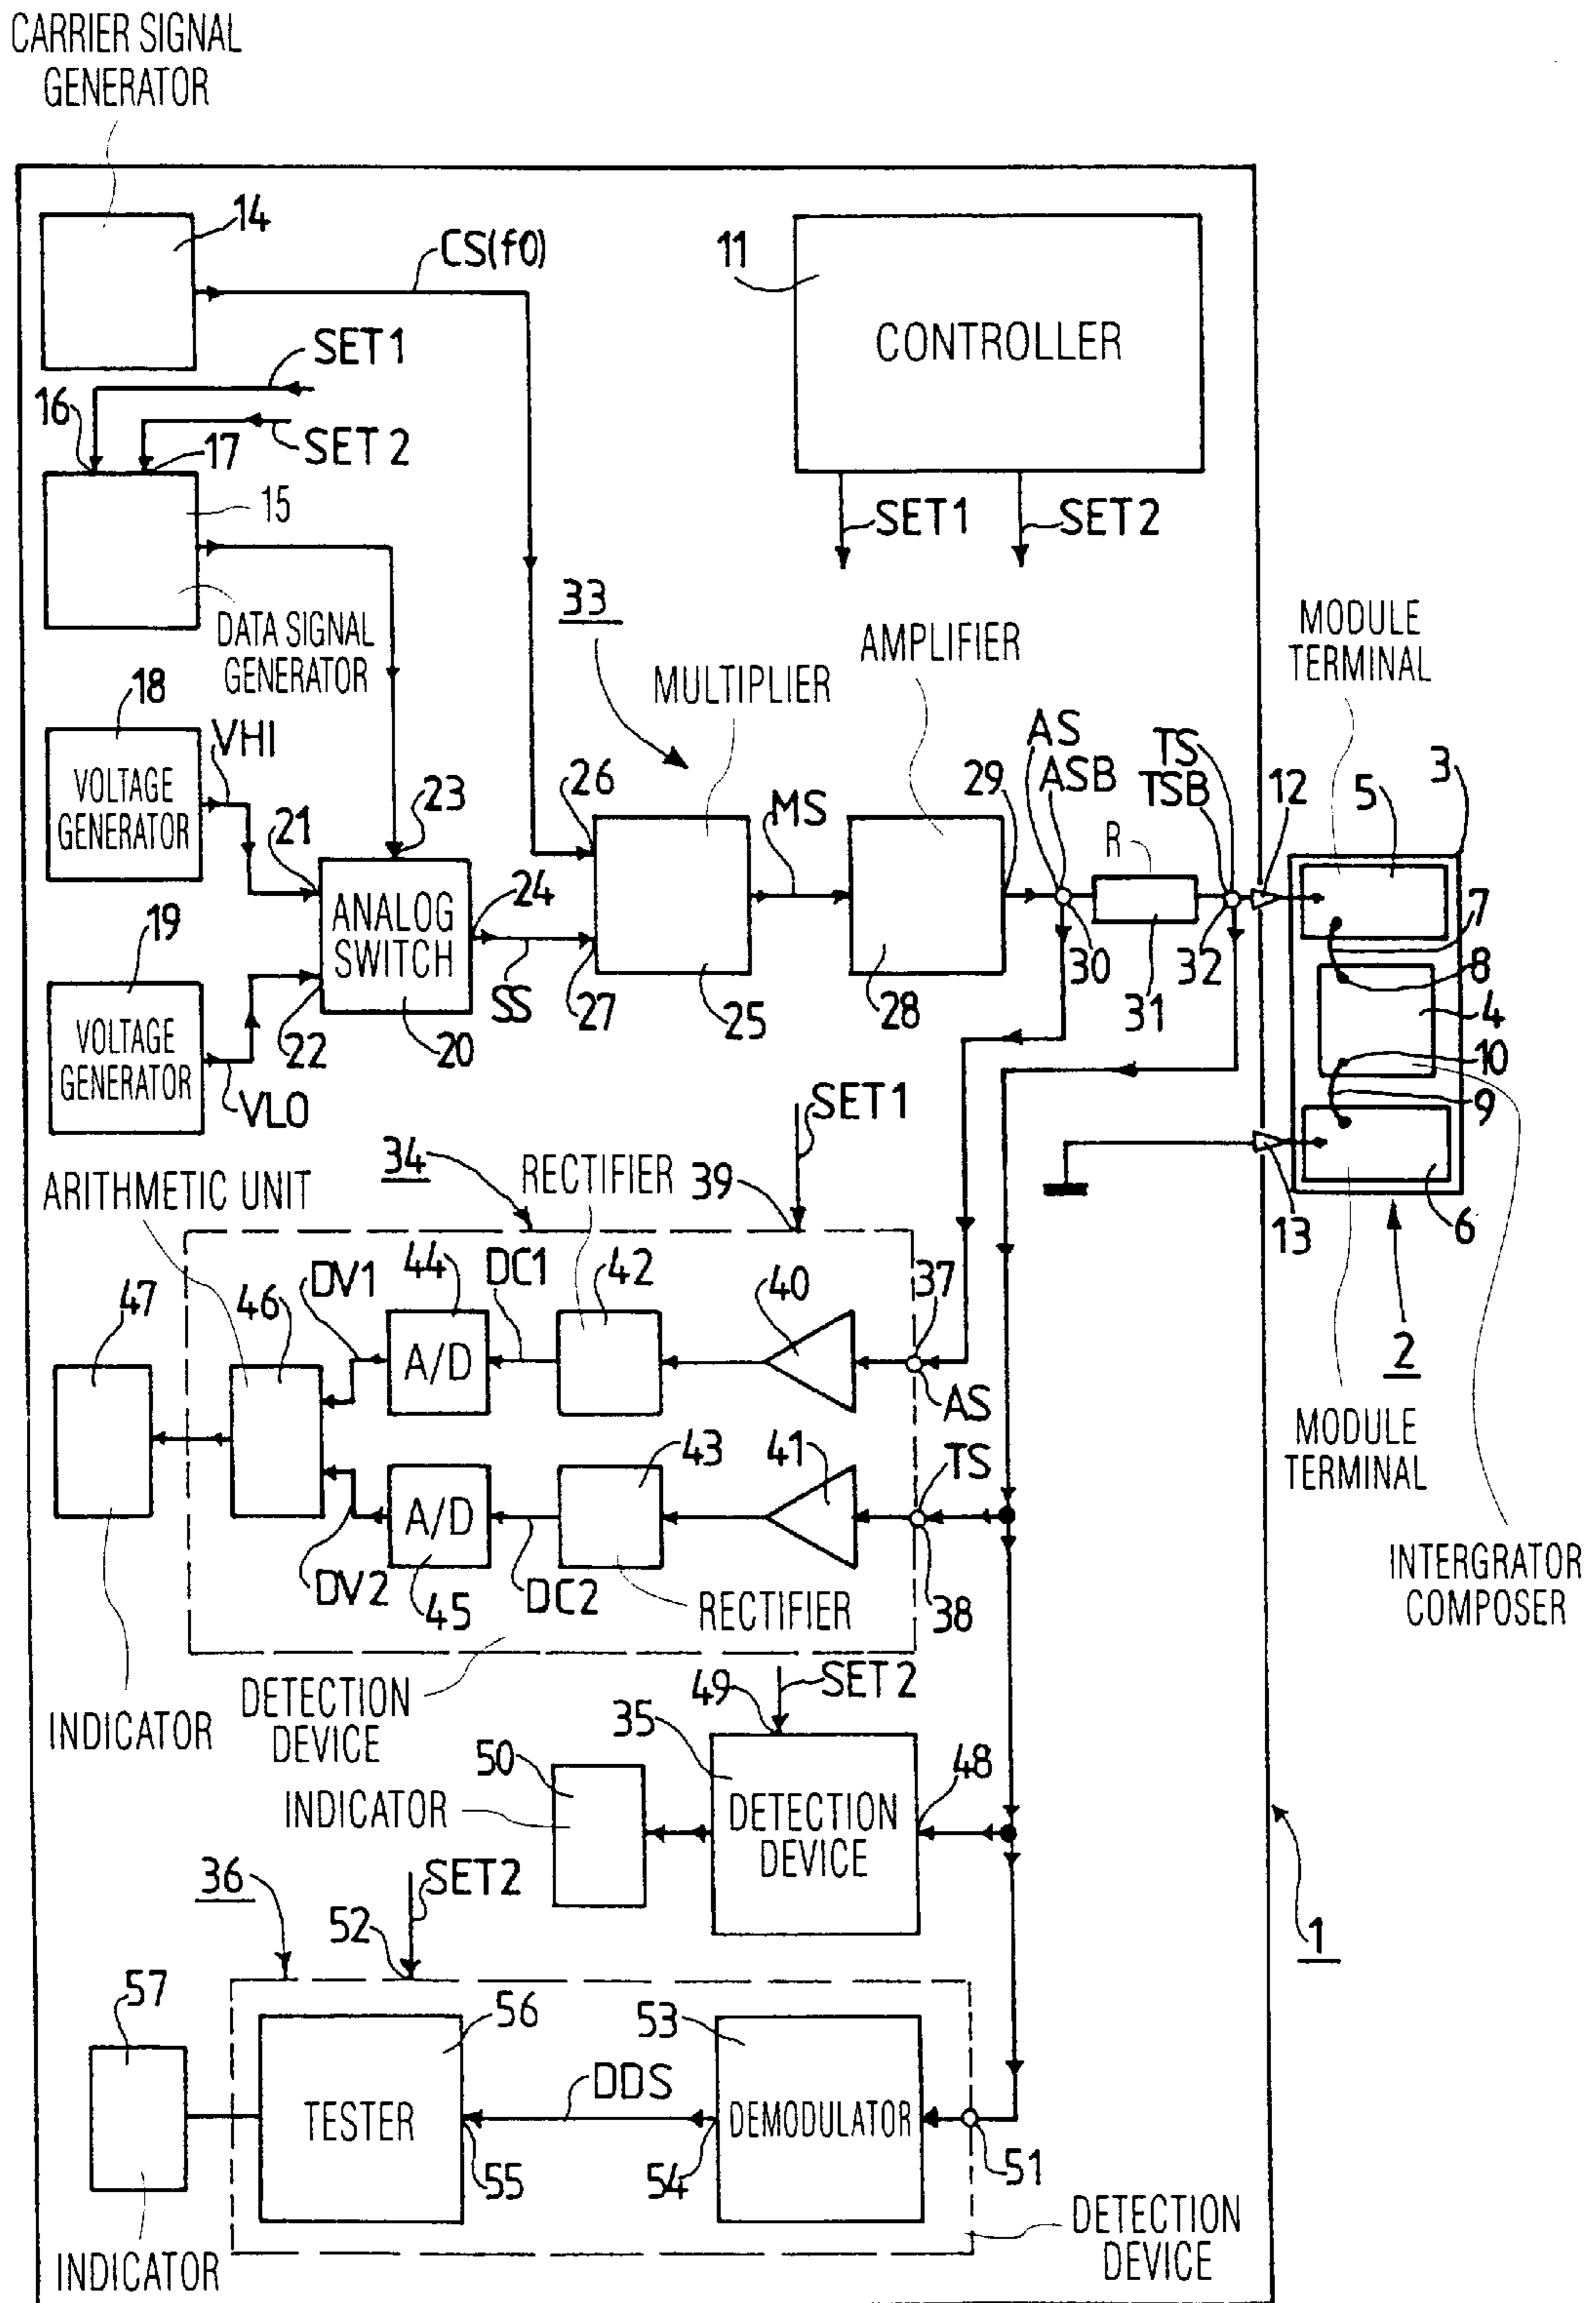 CARRIER SIGNAL
GENERATOR
14
CS(f0)
11
CONTROLLER
SET1
16
SET2
17
15
SET1
SET2
DATA SIGNAL
GENERATOR
33
AMPLIFIER
MODULE
TERMINAL
MULTIPLIER
18
VHI
VOLTAGE
GENERATOR
21
23
26
MS
29
AS
ASB
TS
TSB
12
3
5
R
7
ANALOG
SWITCH
24
19
SS
27
25
28
30
31
32
8
4
VOLTAGE
GENERATOR
22
20
10
VLO
9
SET1
34
RECTIFIER
39
ARITHMETIC UNIT
13
6
47
46
DV1
44
DC1
42
40
37
2
A/D
AS
MODULE
TERMINAL
43
41
TS
A/D
DV2
45
DC2
RECTIFIER
38
INTERGRATOR
COMPOSER
INDICATOR
DETECTION
DEVICE
49
SET2
35
50
48
INDICATOR
DETECTION
DEVICE
36
SET2
52
1
57
56
53
DDS
TESTER
DEMODULATOR
55
54
51
INDICATOR
DETECTION
DEVICE